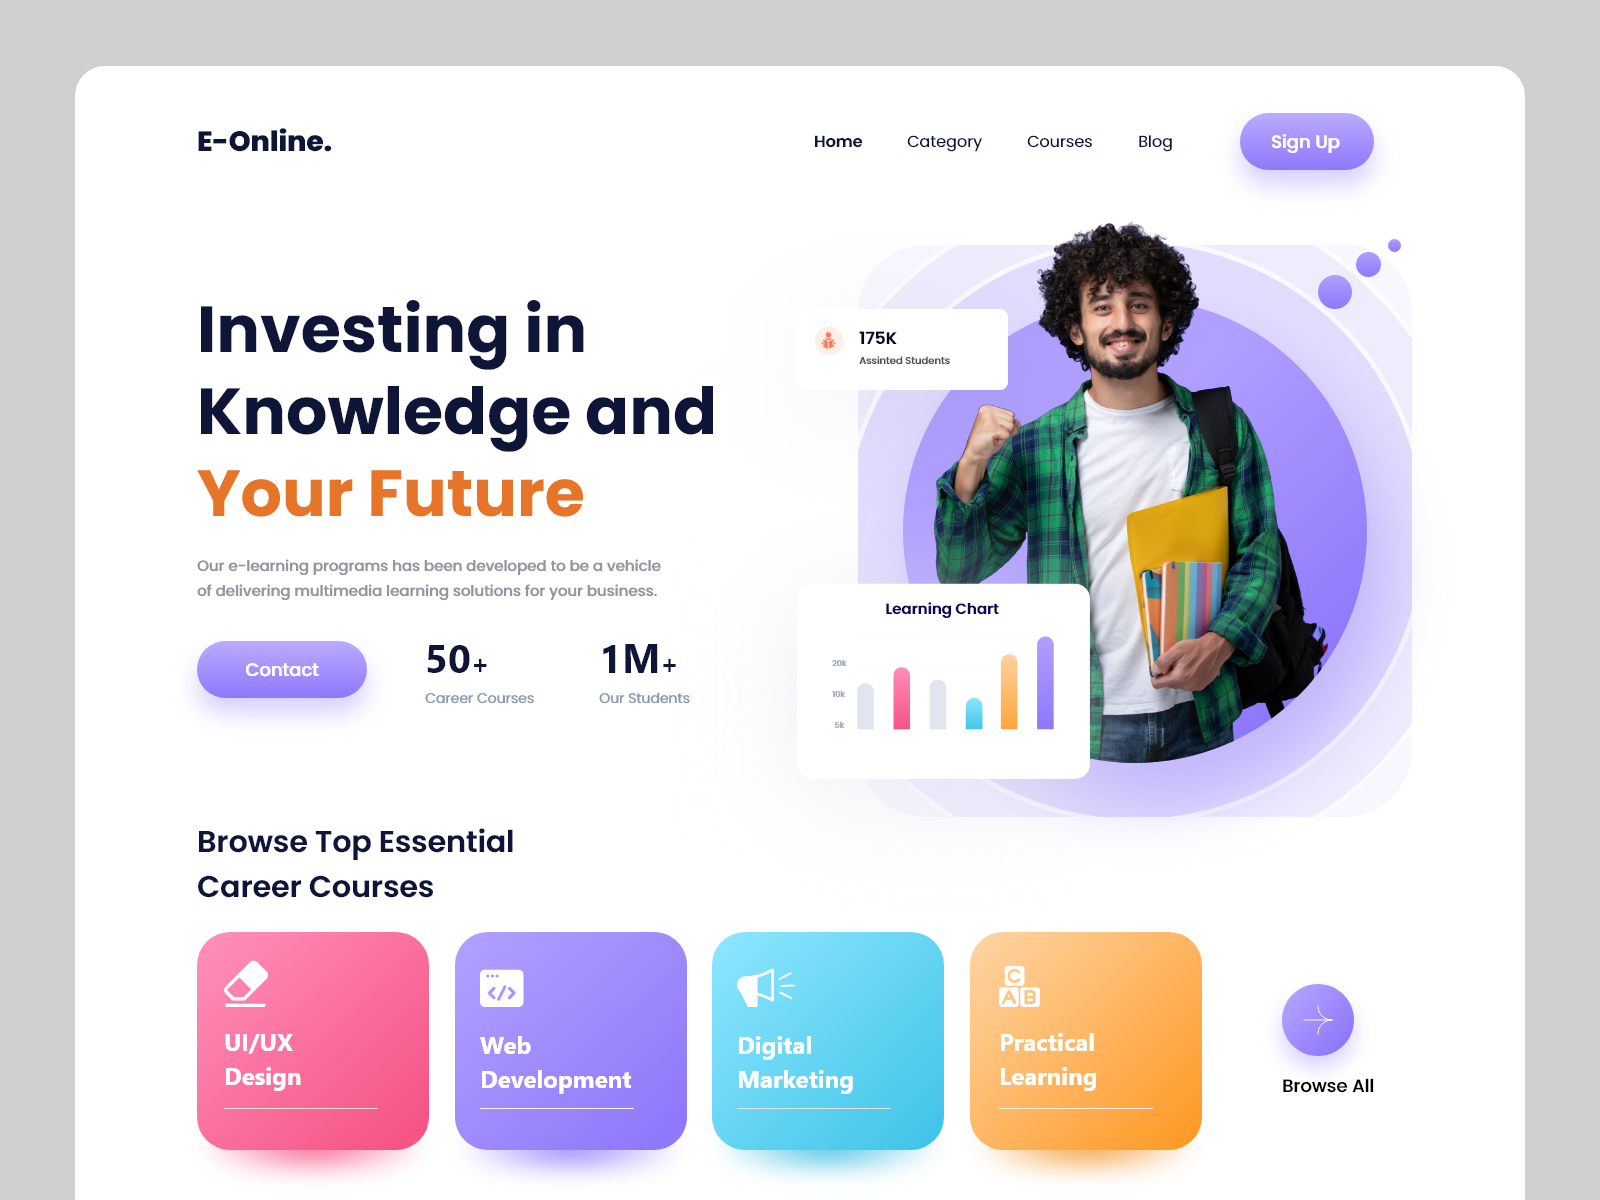 E-Online.
Home
Category
Courses
Blog
Sign Up
Investing in
Knowledge and
Your Future
Our e-learning programs has been developed to be a vehicle
of delivering multimedia learning solutions for your business.
Contact
50+
Career Courses
1M+
Our Students
175K
Assinted Students
Learning Chart
20k
10k
5k
Browse Top Essential
Career Courses
UI/UX
Design
Web
Development
Digital
Marketing
C
A B
Practical
Learning
Browse All